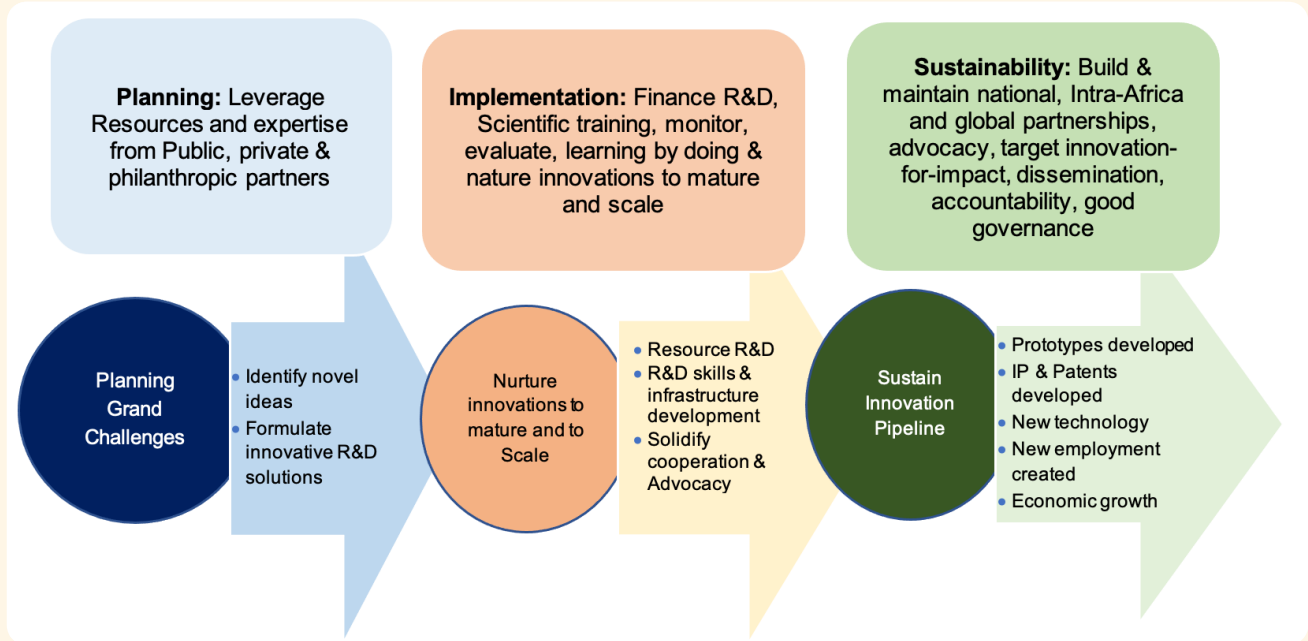 Planning: Leverage
Resources and expertise
from Public, private &
philanthropic partners
Implementation: Finance R&D,
Scientific training, monitor,
evaluate, learning by doing &
nature innovations to mature
and scale
Sustainability: Build &
maintain national, Intra-Africa
and global partnerships,
advocacy, target innovation-
for-impact, dissemination,
accountability, good
governance
Planning
Grand
Challenges
• Identify novel
ideas
• Formulate
innovative R&D
solutions
Nurture
innovations to
mature and to
Scale
• Resource R&D
• R&D skills &
infrastructure
development
• Solidify
cooperation &
Advocacy
Sustain
Innovation
Pipeline
• Prototypes developed
• IP & Patents
developed
• New technology
• New employment
created
• Economic growth